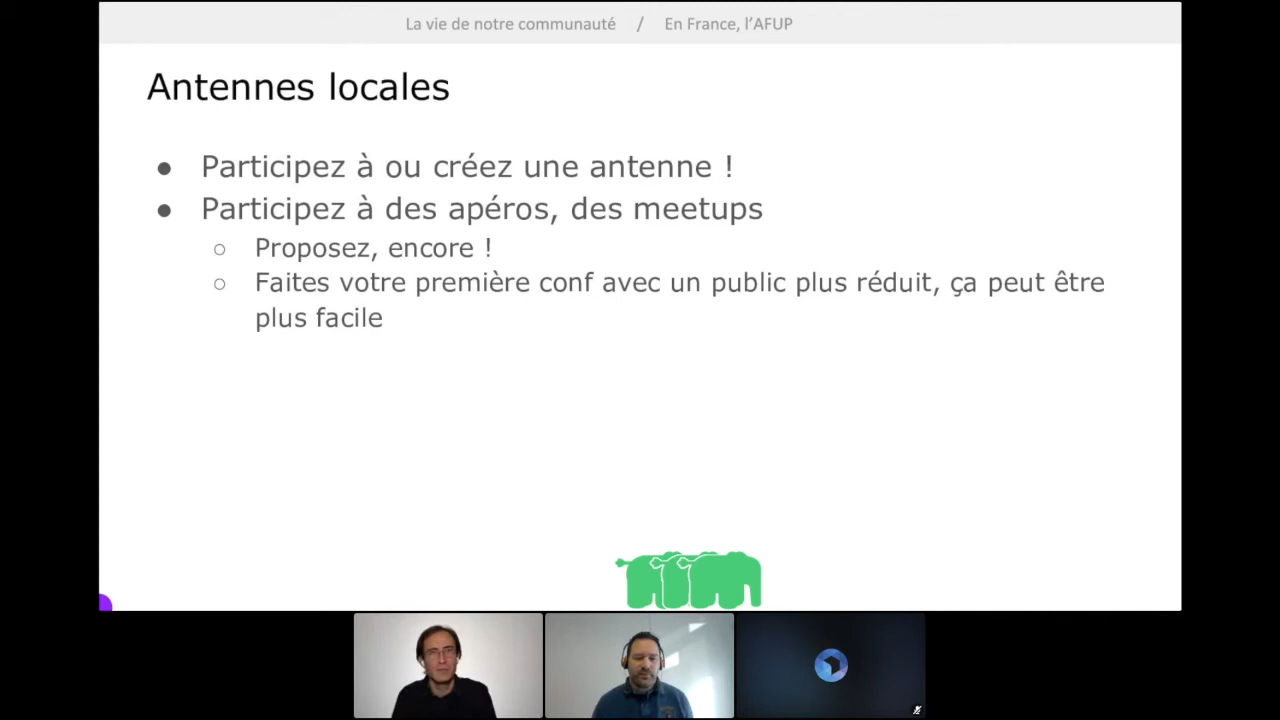 La vie de notre communauté / En France, l’AFUP
Antennes locales
● Participez à ou créez une antenne !
● Participez à des apéros, des meetups
○ Proposez, encore !
○ Faites votre première conf avec un public plus réduit, ça peut être
plus facile